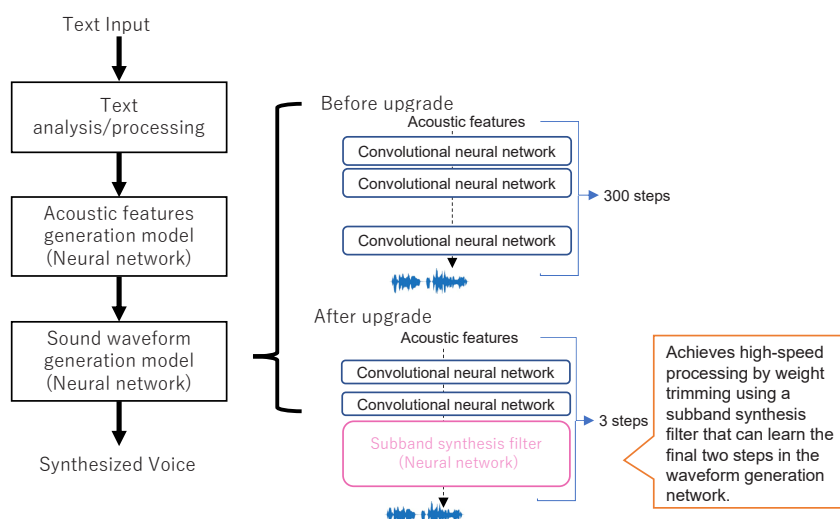 Text Input
Text
analysis/processing
Acoustic features
generation model
(Neural network)
Sound waveform
generation model
(Neural network)
Synthesized Voice
Before upgrade
Acoustic features
Convolutional neural network
Convolutional neural network
Convolutional neural network
300 steps
After upgrade
Acoustic features
Convolutional neural network
Convolutional neural network
Subband synthesis filter
(Neural network)
3 steps
Achieves high-speed
processing by weight
trimming using a
subband synthesis
filter that can learn the
final two steps in the
waveform generation
network.